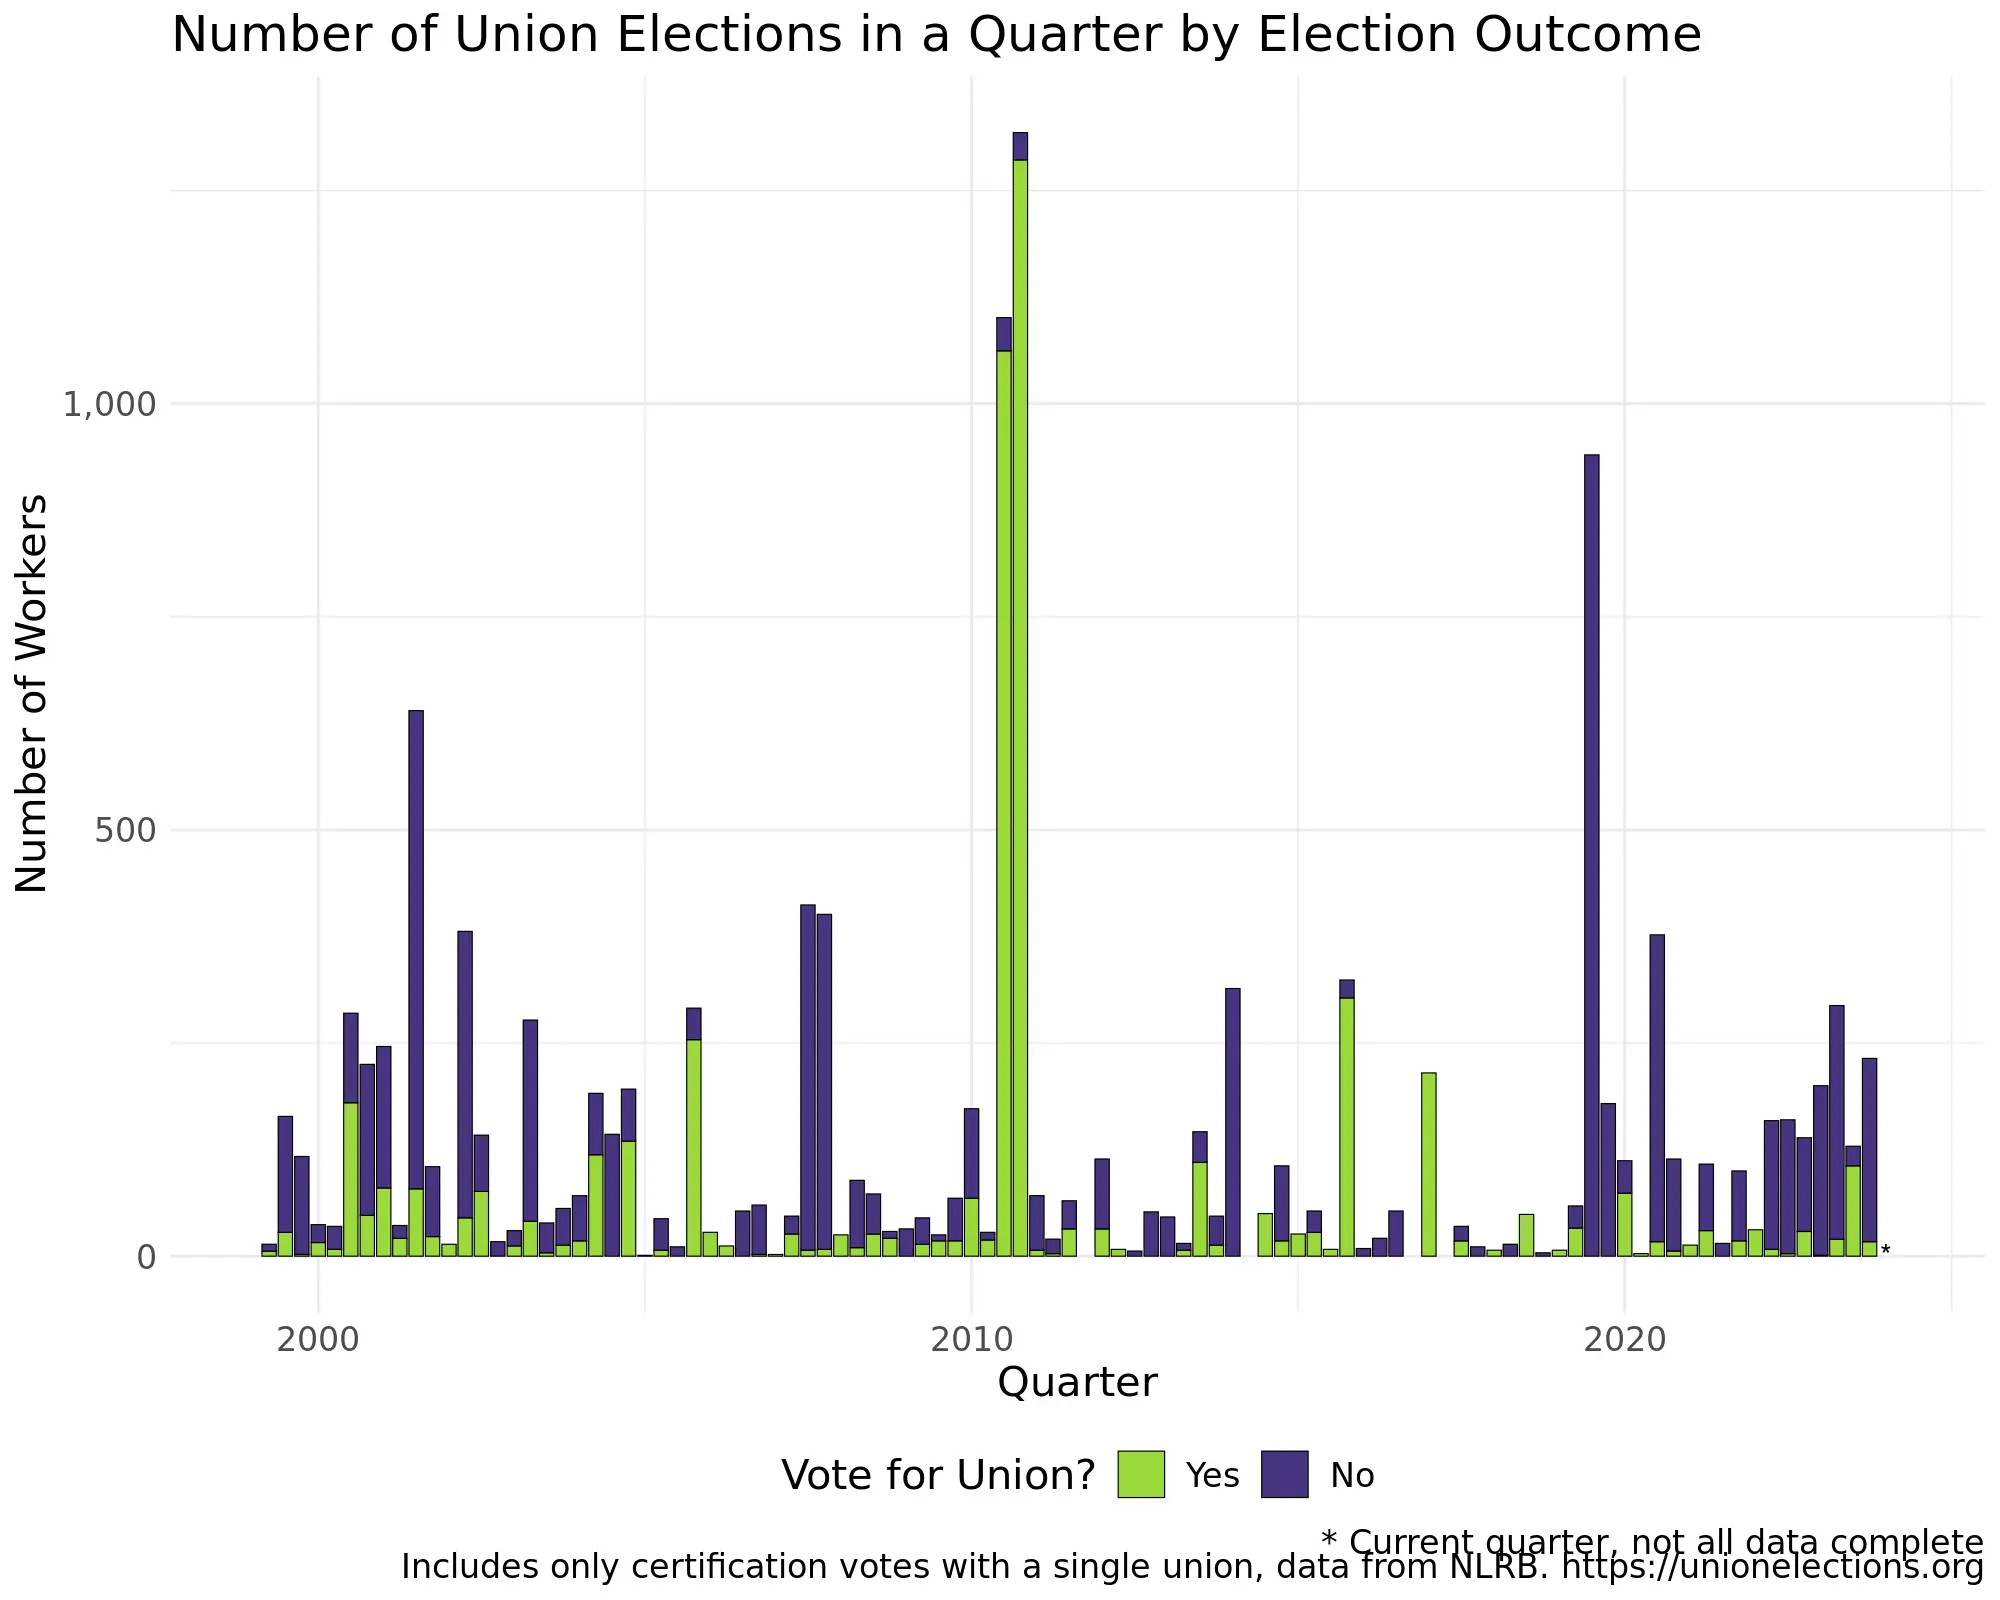 Number of Union Elections in a Quarter by Election Outcome
Number of Workers
1,000
500
0
*
2000 2010 2020
Quarter
Vote for Union? Yes No
* Current quarter, not all data complete
Includes only certification votes with a single union, data from NLRB. https://unionelections.org